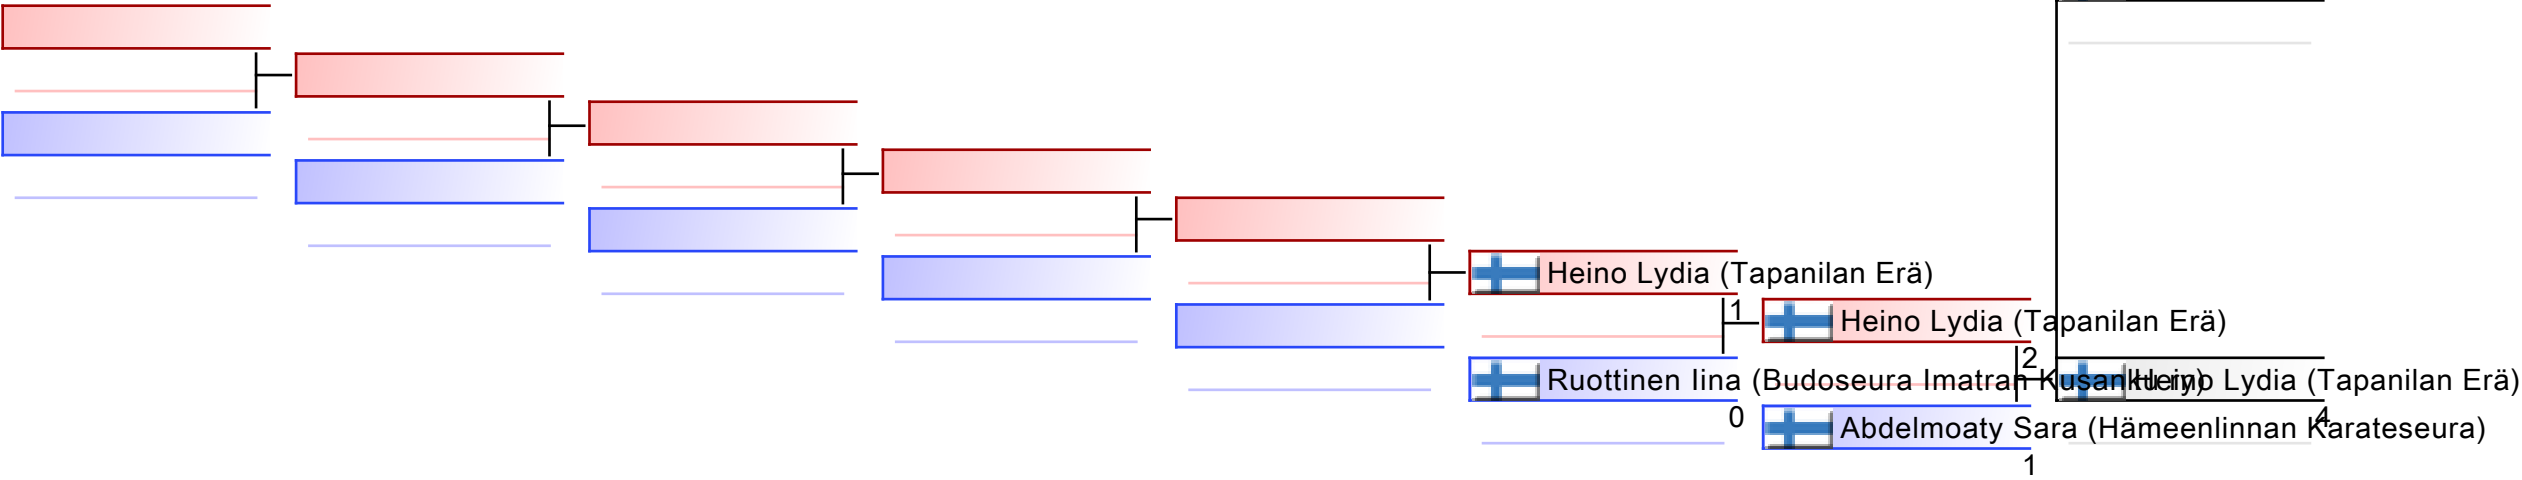 Heino Lydia (Tapanilan Erä)
1
Heino Lydia (Tapanilan Erä)
2
Ruottinen Iina (Budoseura Imatran Kusanku ry)
Heino Lydia (Tapanilan Erä)
0
4
Abdelmoaty Sara (Hämeenlinnan Karateseura)
1